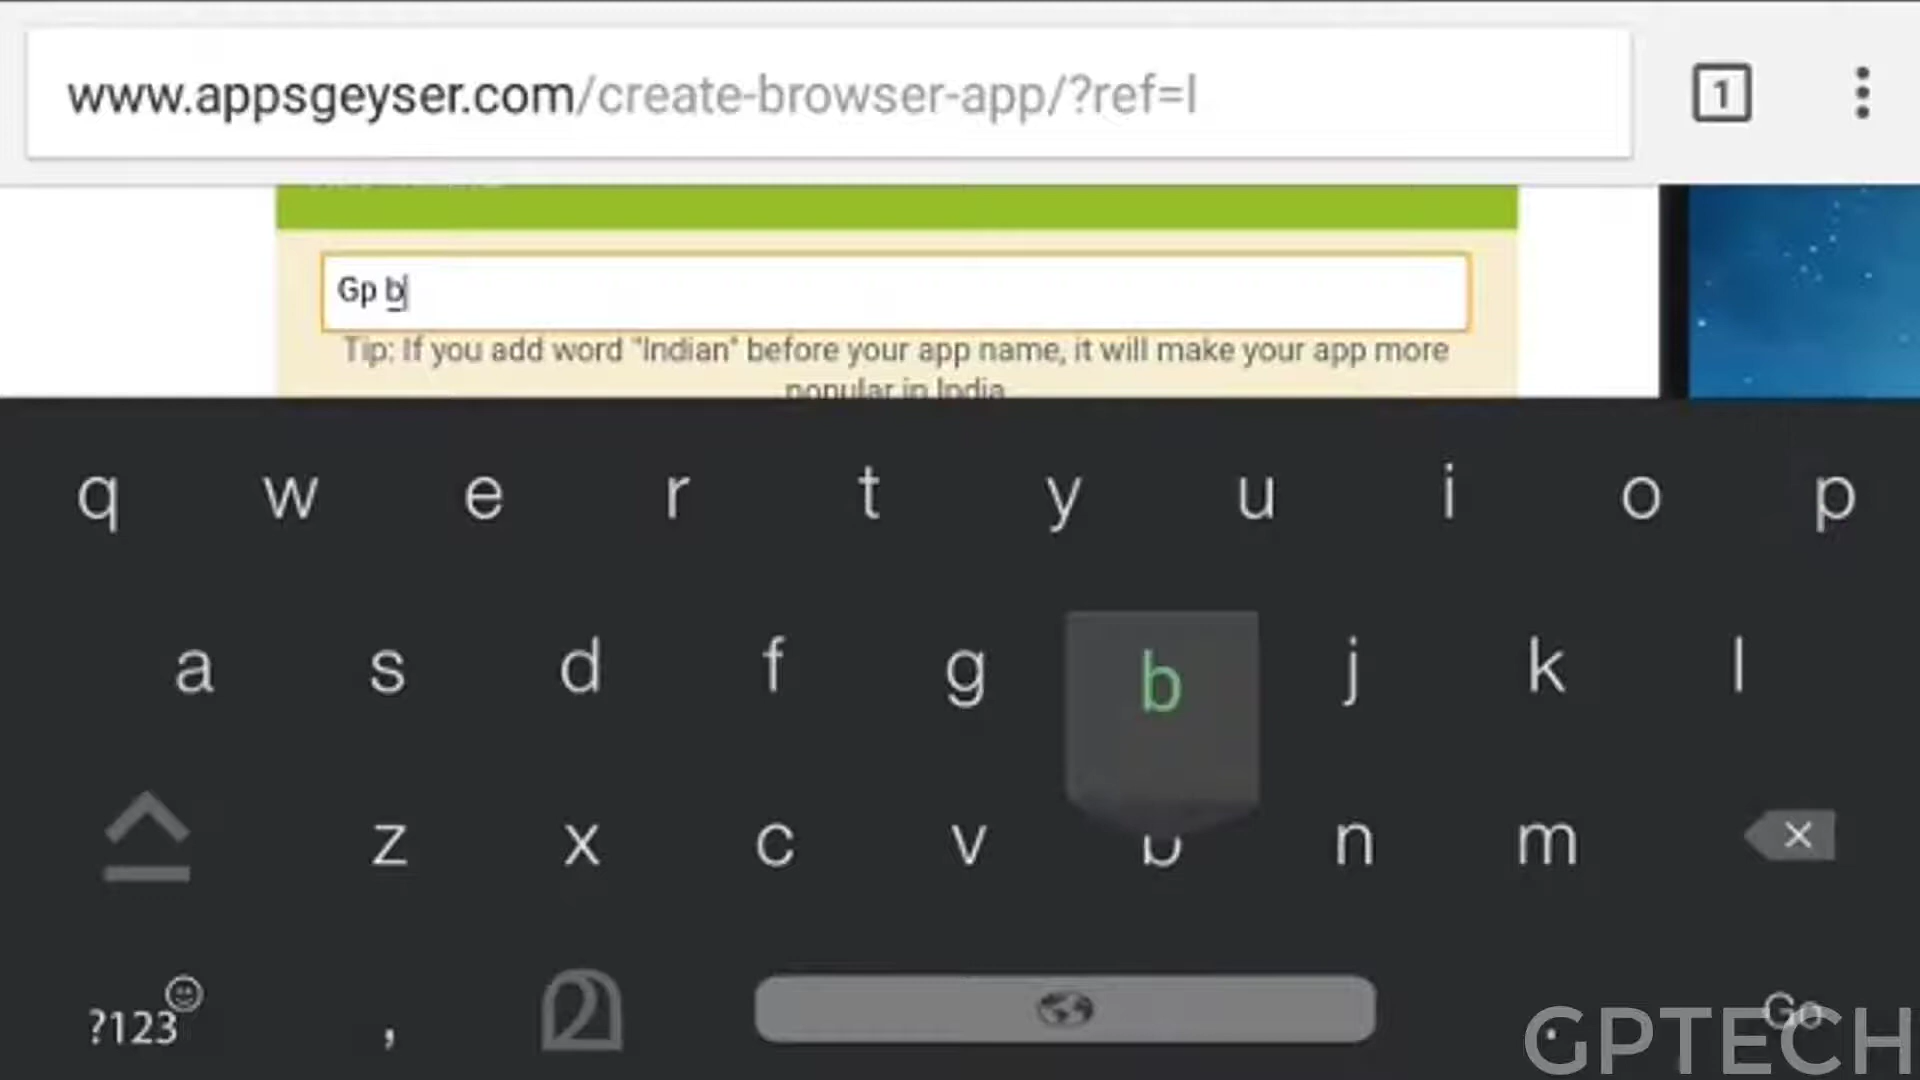 www.appsgeyser.com/create-browser-app/?ref=l
1
Gp b
Tip: If you add word "Indian" before your app name, it will make your app more
popular in India
q w e r t y u i o p
a s d f g b j k l
z x c v b n m
?123 , മ . Go
GPTECH